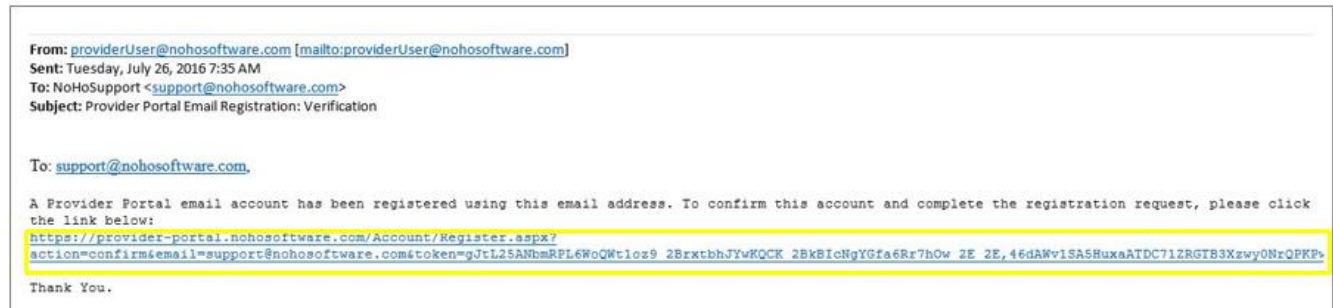 From: providerUser@nohosoftware.com [mailto:providerUser@nohosoftware.com]
Sent: Tuesday, July 26, 2016 7:35 AM
To: NoHoSupport <support@nohosoftware.com>
Subject: Provider Portal Email Registration: Verification
To: support@nohosoftware.com,
A Provider Portal email account has been registered using this email address. To confirm this account and complete the registration request, please click
the link below:
https://provider-portal.nohosoftware.com/Account/Register.aspx?
action=confirm&email=support@nohosoftware.com&token=gJtL25ANbmRPL6WoQWt1oz9_2BrxtbhJYwKQCK_2BkBIcNgYGfa6Rr7hOw_2E_2E,46dAWv1SA5HuxaATDC71ZRGTB3Xzwy0NrQPKP
Thank You.